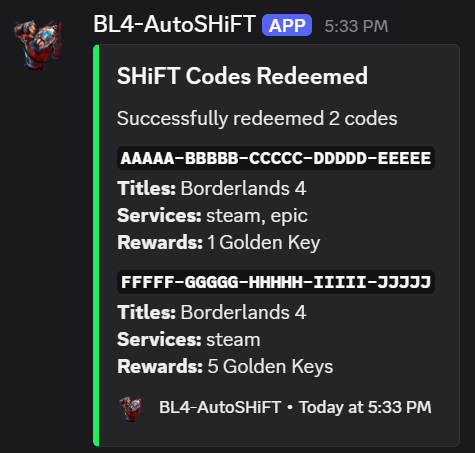 BL4-AutoSHiFT APP 5:33 PM
SHiFT Codes Redeemed
Successfully redeemed 2 codes
AAAAA-BBBBB-CCCCC-DDDDD-EEEEE
Titles: Borderlands 4
Services: steam, epic
Rewards: 1 Golden Key
FFFFF-GGGGG-HHHHH-IIIII-JJJJJ
Titles: Borderlands 4
Services: steam
Rewards: 5 Golden Keys
BL4-AutoSHiFT • Today at 5:33 PM